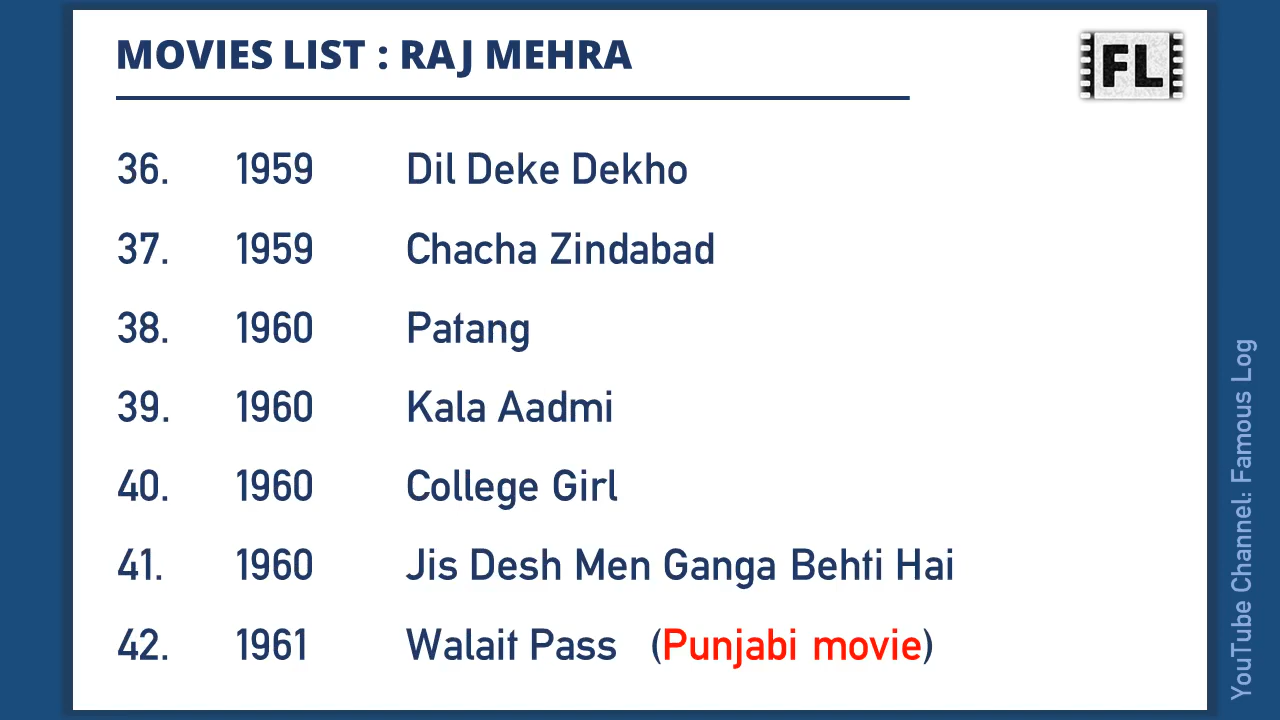 MOVIES LIST : RAJ MEHRA
FL
36. 1959 Dil Deke Dekho
37. 1959 Chacha Zindabad
38. 1960 Patang
39. 1960 Kala Aadmi
40. 1960 College Girl
41. 1960 Jis Desh Men Ganga Behti Hai
42. 1961 Walait Pass (Punjabi movie)
YouTube Channel: Famous Log